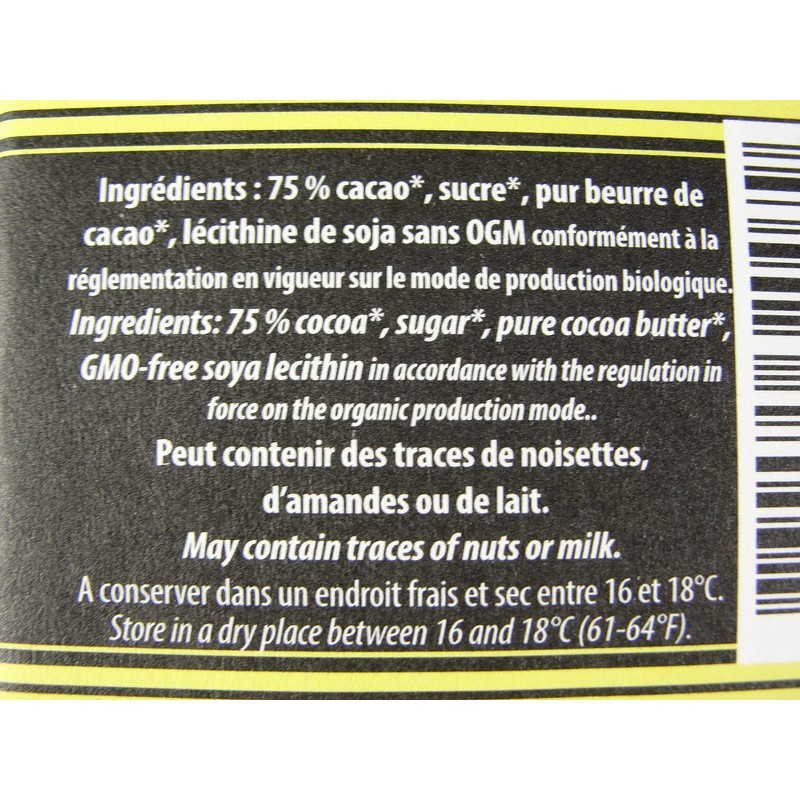 Ingrédients : 75 % cacao*, sucre*, pur beurre de
cacao*, lécithine de soja sans OGM conformément à la
réglementation en vigueur sur le mode de production biologique.
Ingredients: 75 % cocoa*, sugar*, pure cocoa butter*,
GMO-free soya lecithin in accordance with the regulation in
force on the organic production mode..
Peut contenir des traces de noisettes,
d'amandes ou de lait.
May contain traces of nuts or milk.
A conserver dans un endroit frais et sec entre 16 et 18°C.
Store in a dry place between 16 and 18°C (61-64°F).